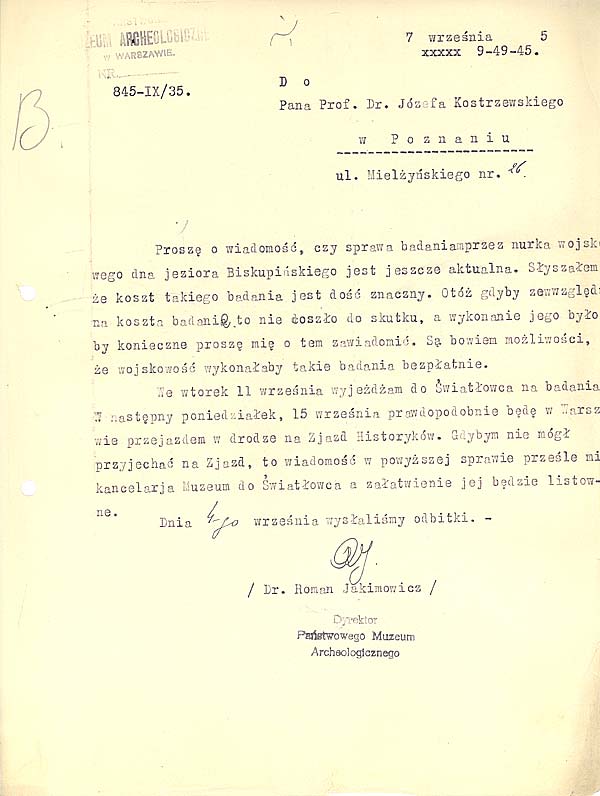 MUZEUM ARCHEOLOGICZNE
W WARSZAWIE.
NR.
845-IX/35.
7 września 5
xxxxx 9-49-45.
B.
D o
Pana Prof. Dr. Józefa Kostrzewskiego
w Poznaniu
ul. Mielżyńskiego nr. 26.
Proszę o wiadomość, czy sprawa badaniamprzez nurka wojsko
wego dna jeziora Biskupińskiego jest jeszcze aktualna. Słyszałem
że koszt takiego badania jest dość znaczny. Otóż gdyby zewwzględ
na koszta badania to nie doszło do skutku, a wykonanie jego było
by konieczne proszę mię o tem zawiadomić. Są bowiem możliwości,
że wojskowość wykonałaby takie badania bezpłatnie.
We wtorek 11 września wyjeżdżam do Światłowca na badania
W następny poniedziałek, 15 września prawdopodobnie będę w Warsz
wie przejazdem w drodze na Zjazd Historyków. Gdybym nie mógł
przyjechać na Zjazd, to wiadomość w powyższej sprawie prześle mi
kancelarja Muzeum do Światłowca a załatwienie jej będzie listow-
ne.
Dnia 4-go września wysłaliśmy odbitki. -
/ Dr. Roman Jakimowicz /
Dyrektor
Państwowego Muzeum
Archeologicznego